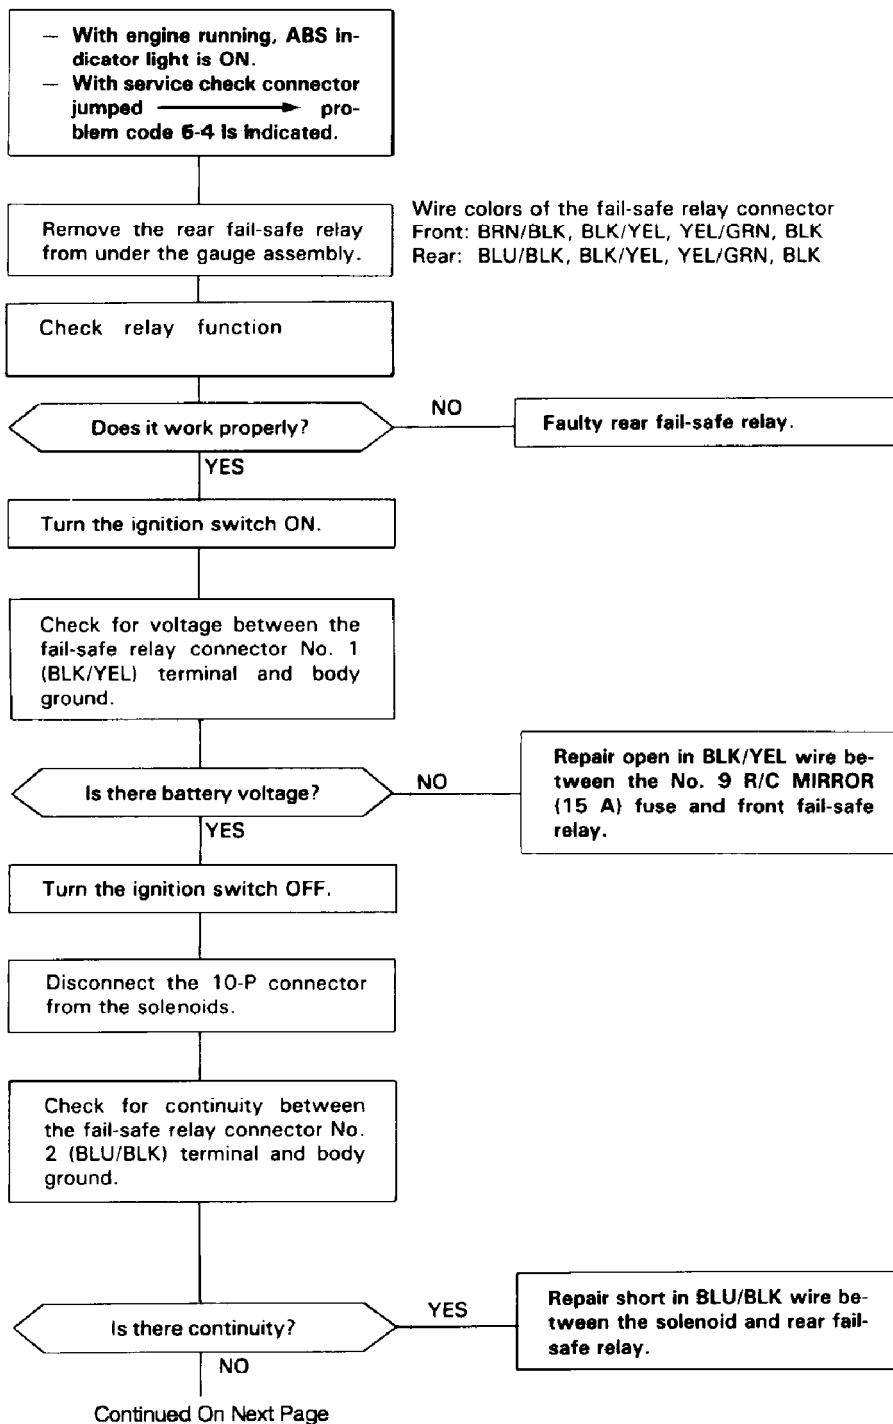 — With engine running, ABS in-
dicator light is ON.
— With service check connector
jumped ⟶ pro-
blem code 6-4 is indicated.
Remove the rear fail-safe relay
from under the gauge assembly.
Wire colors of the fail-safe relay connector
Front: BRN/BLK, BLK/YEL, YEL/GRN, BLK
Rear: BLU/BLK, BLK/YEL, YEL/GRN, BLK
Check relay function
Does it work properly?
NO
Faulty rear fail-safe relay.
YES
Turn the ignition switch ON.
Check for voltage between the
fail-safe relay connector No. 1
(BLK/YEL) terminal and body
ground.
Is there battery voltage?
NO
Repair open in BLK/YEL wire be-
tween the No. 9 R/C MIRROR
(15 A) fuse and front fail-safe
relay.
YES
Turn the ignition switch OFF.
Disconnect the 10-P connector
from the solenoids.
Check for continuity between
the fail-safe relay connector No.
2 (BLU/BLK) terminal and body
ground.
Is there continuity?
YES
Repair short in BLU/BLK wire be-
tween the solenoid and rear fail-
safe relay.
NO
Continued On Next Page